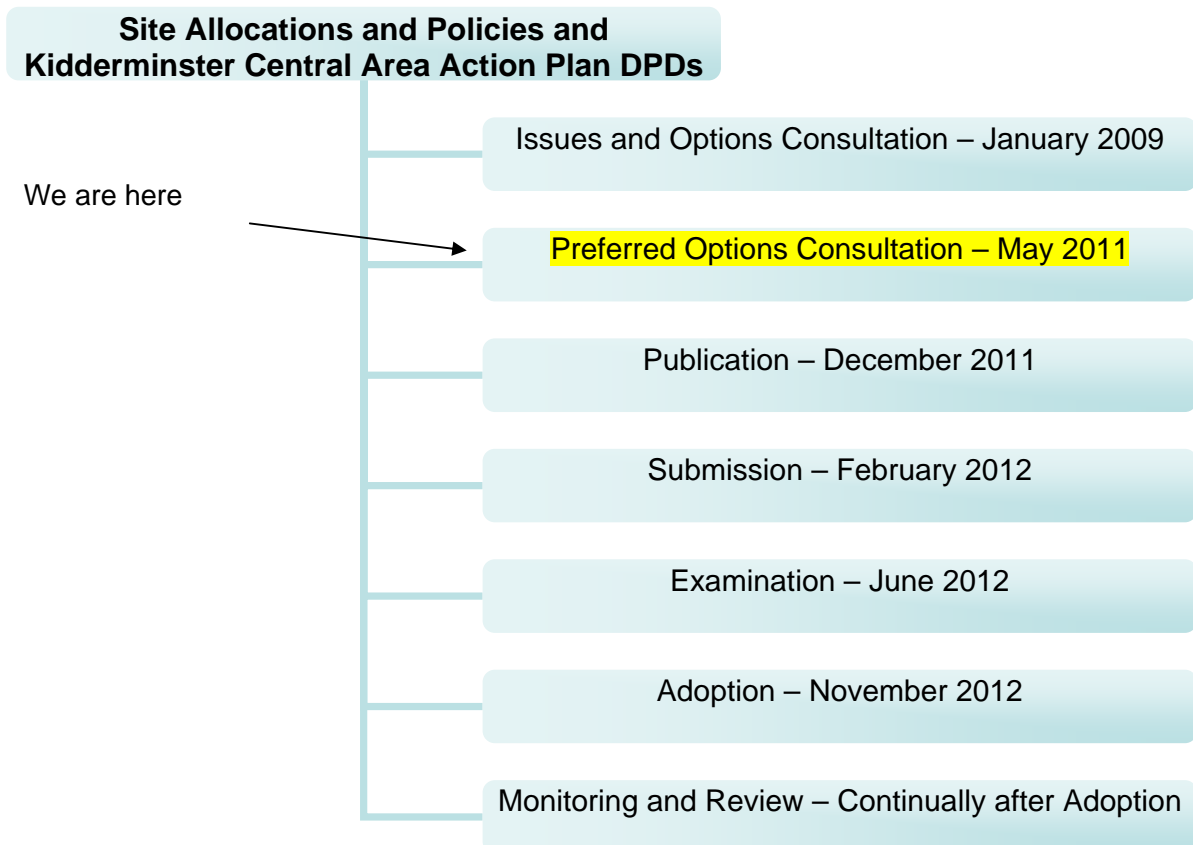 Site Allocations and Policies and
Kidderminster Central Area Action Plan DPDs
Issues and Options Consultation – January 2009
We are here
Preferred Options Consultation – May 2011
Publication – December 2011
Submission – February 2012
Examination – June 2012
Adoption – November 2012
Monitoring and Review – Continually after Adoption